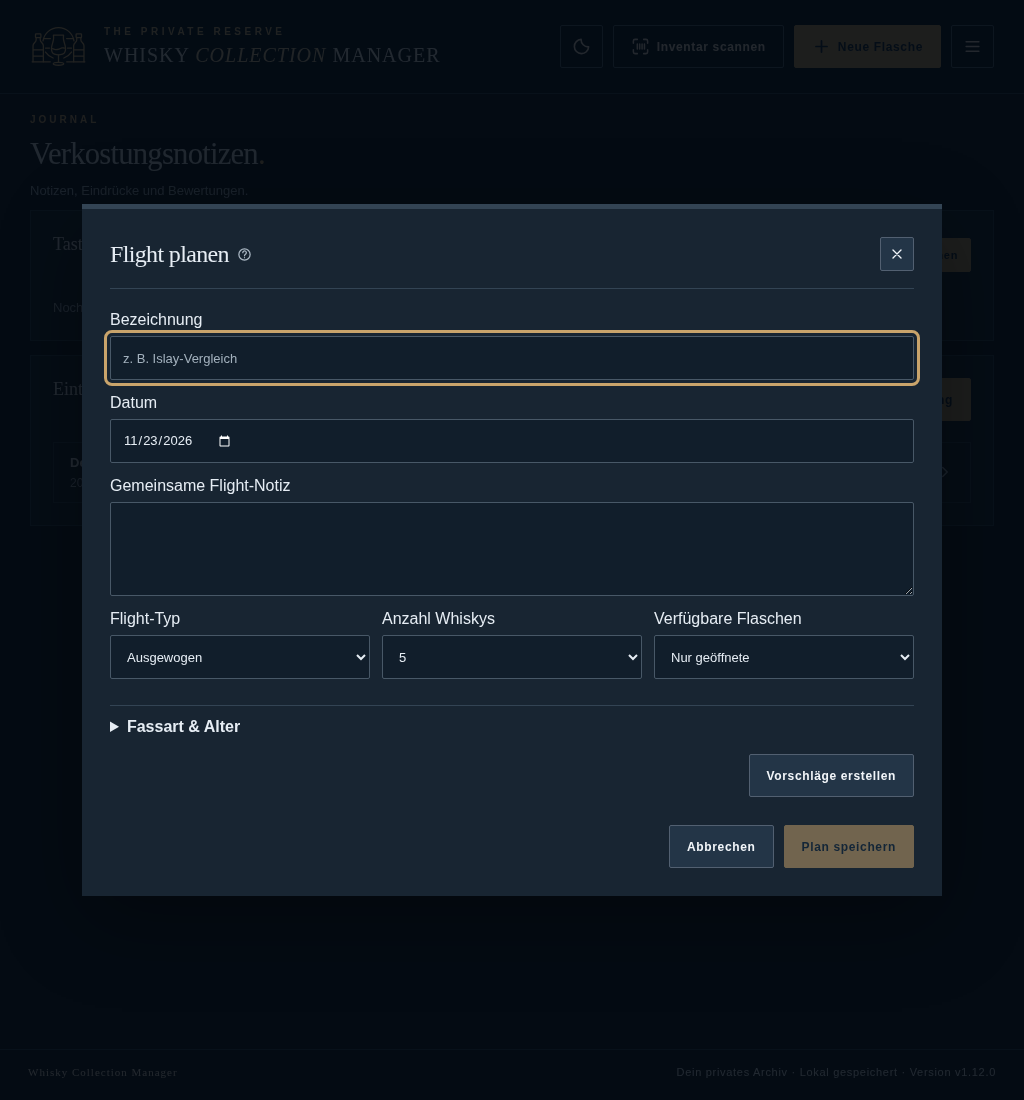 THE PRIVATE RESERVE
WHISKY COLLECTION MANAGER
Inventar scannen
Neue Flasche
JOURNAL
Verkostungsnotizen.
Notizen, Eindrücke und Bewertungen.
Flight planen
Bezeichnung
z. B. Islay-Vergleich
Datum
11/23/2026
Gemeinsame Flight-Notiz
Flight-Typ
Anzahl Whiskys
Verfügbare Flaschen
Ausgewogen
5
Nur geöffnete
Fassart & Alter
Vorschläge erstellen
Abbrechen
Plan speichern
Whisky Collection Manager
Dein privates Archiv · Lokal gespeichert · Version v1.12.0